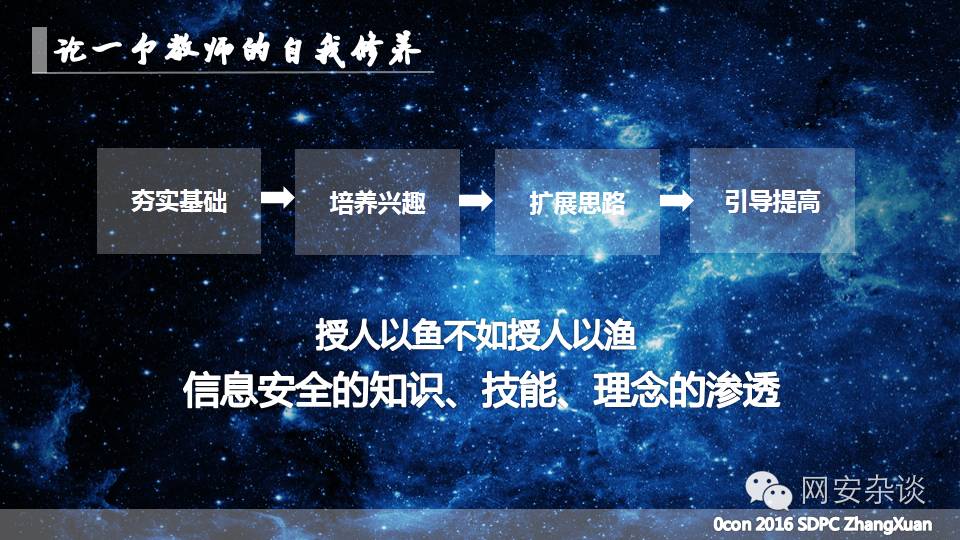 论一个教师的自我修养
夯实基础
培养兴趣
扩展思路
引导提高
授人以鱼不如授人以渔
信息安全的知识、技能、理念的渗透
网安杂谈
0con 2016 SDPC ZhangXuan